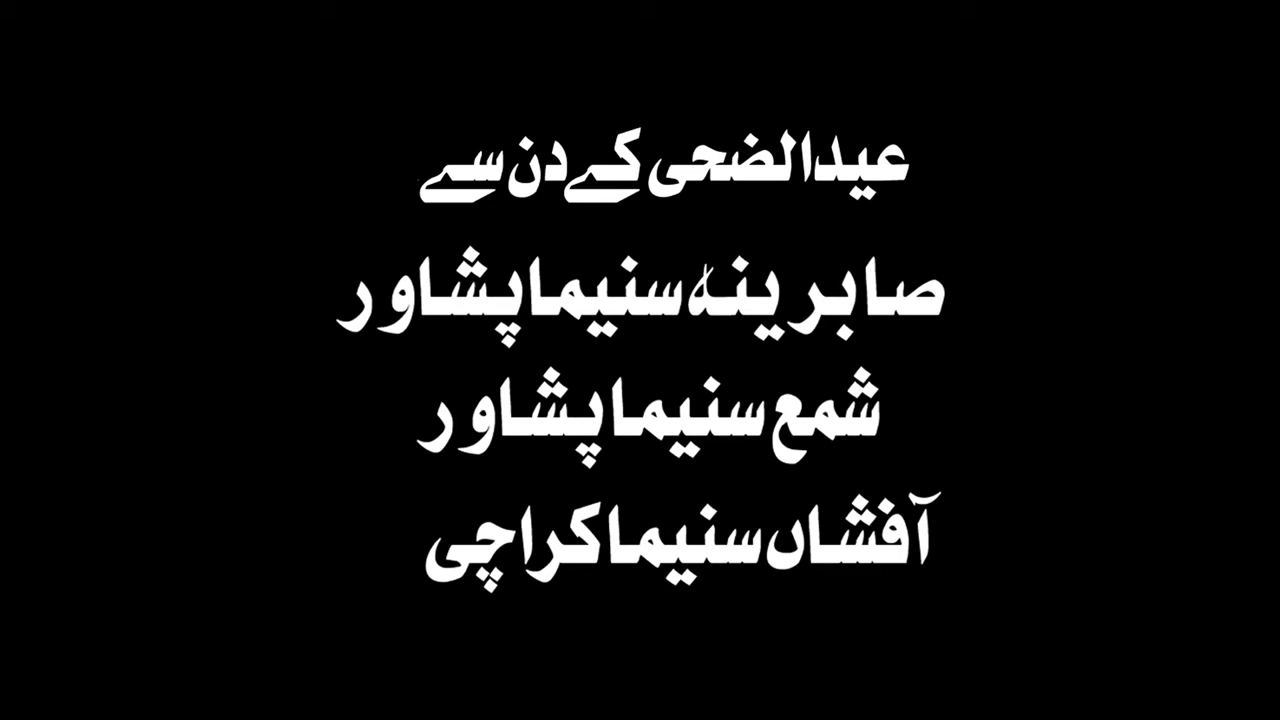 عیدالضحی کے دن سے
صابرینہ سنیما پشاور
شمع سنیما پشاور
آفشاں سنیما کراچی